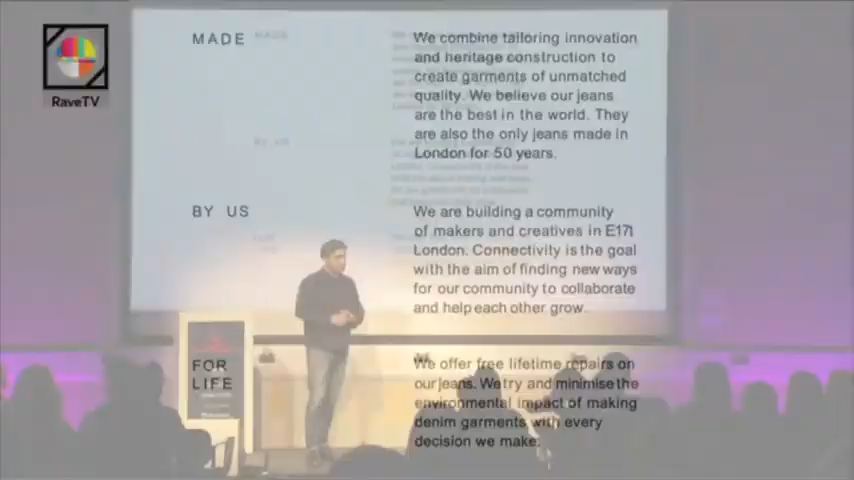 RaveTV
MADE
We combine tailoring innovation
and heritage construction to
create garments of unmatched
quality. We believe our jeans
are the best in the world. They
are also the only jeans made in
London for 50 years.
BY US
We are building a community
of makers and creatives in E17
London. Connectivity is the goal
with the aim of finding new ways
for our community to collaborate
and help each other grow.
FOR
LIFE
We offer free lifetime repairs on
our jeans. We try and minimise the
environmental impact of making
denim garments with every
decision we make.